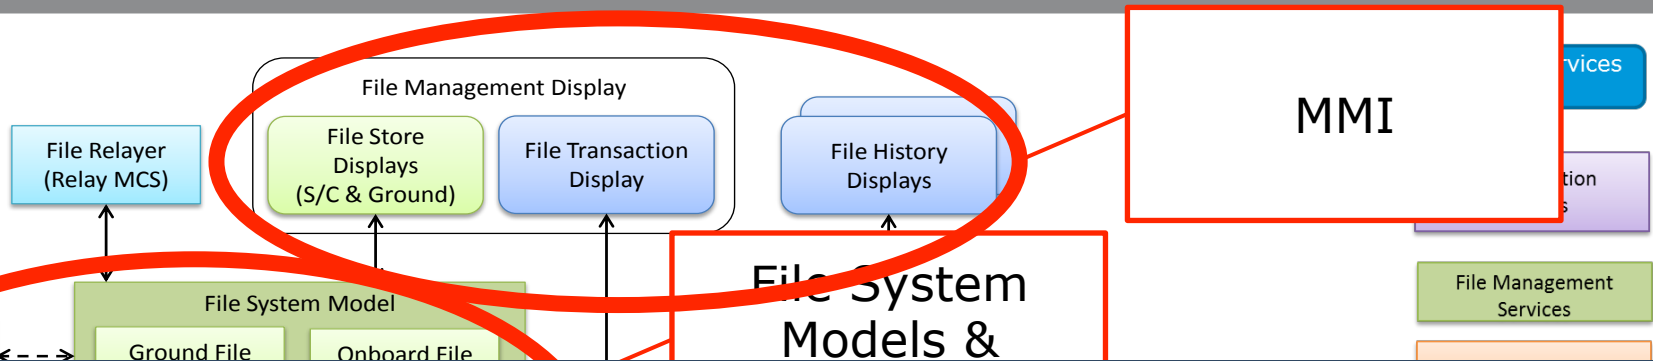 File Management Display
File Relayer
(Relay MCS)
File Store
Displays
(S/C & Ground)
File Transaction
Display
File History
Displays
MMI
File System Model
Ground File
Onboard File
File System
Models &
File Management
Services